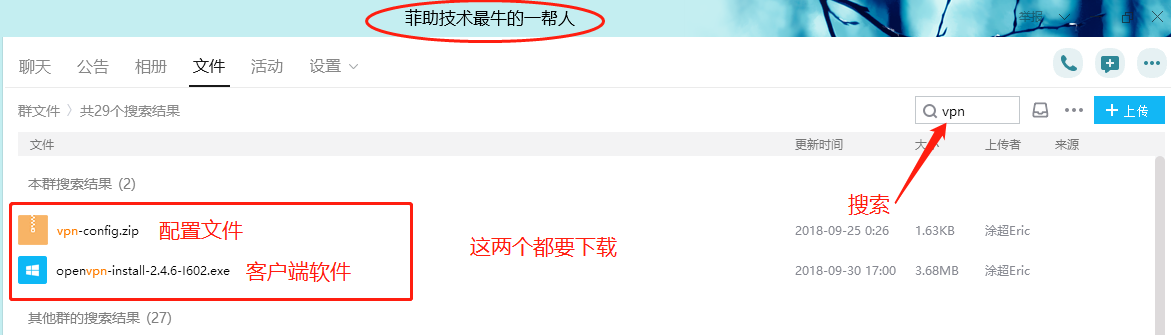 菲助技术最牛的一帮人
举报
聊天 公告 相册 文件 活动 设置
群文件 〉共29个搜索结果
vpn
+ 上传
文件 更新时间 大小 上传者 来源
本群搜索结果 (2)
搜索
vpn-config.zip 配置文件 2018-09-25 0:26 1.63KB 涂超Eric
这两个都要下载
openvpn-install-2.4.6-I602.exe 客户端软件 2018-09-30 17:00 3.68MB 涂超Eric
其他群的搜索结果 (27)